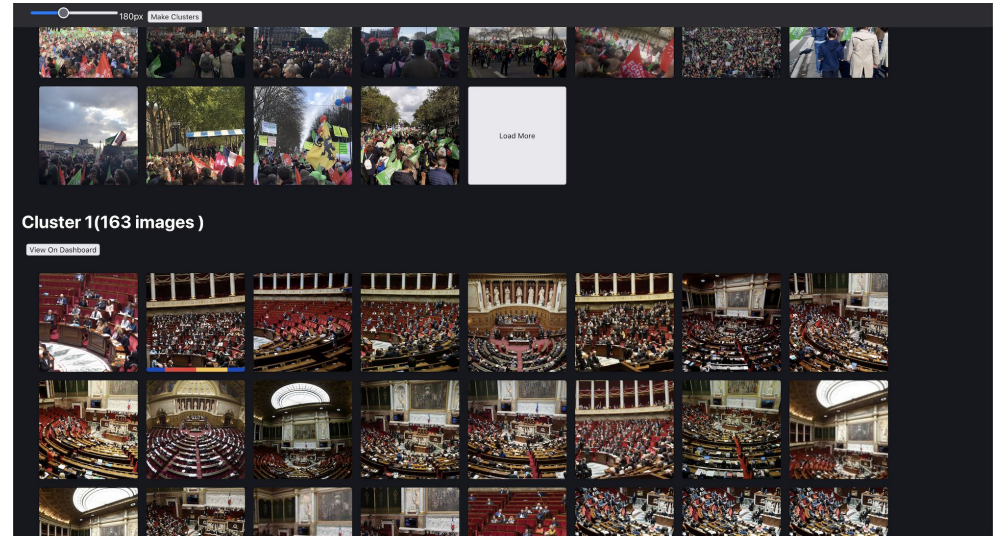 180px Make Clusters
Load More
Cluster 1(163 images )
View On Dashboard